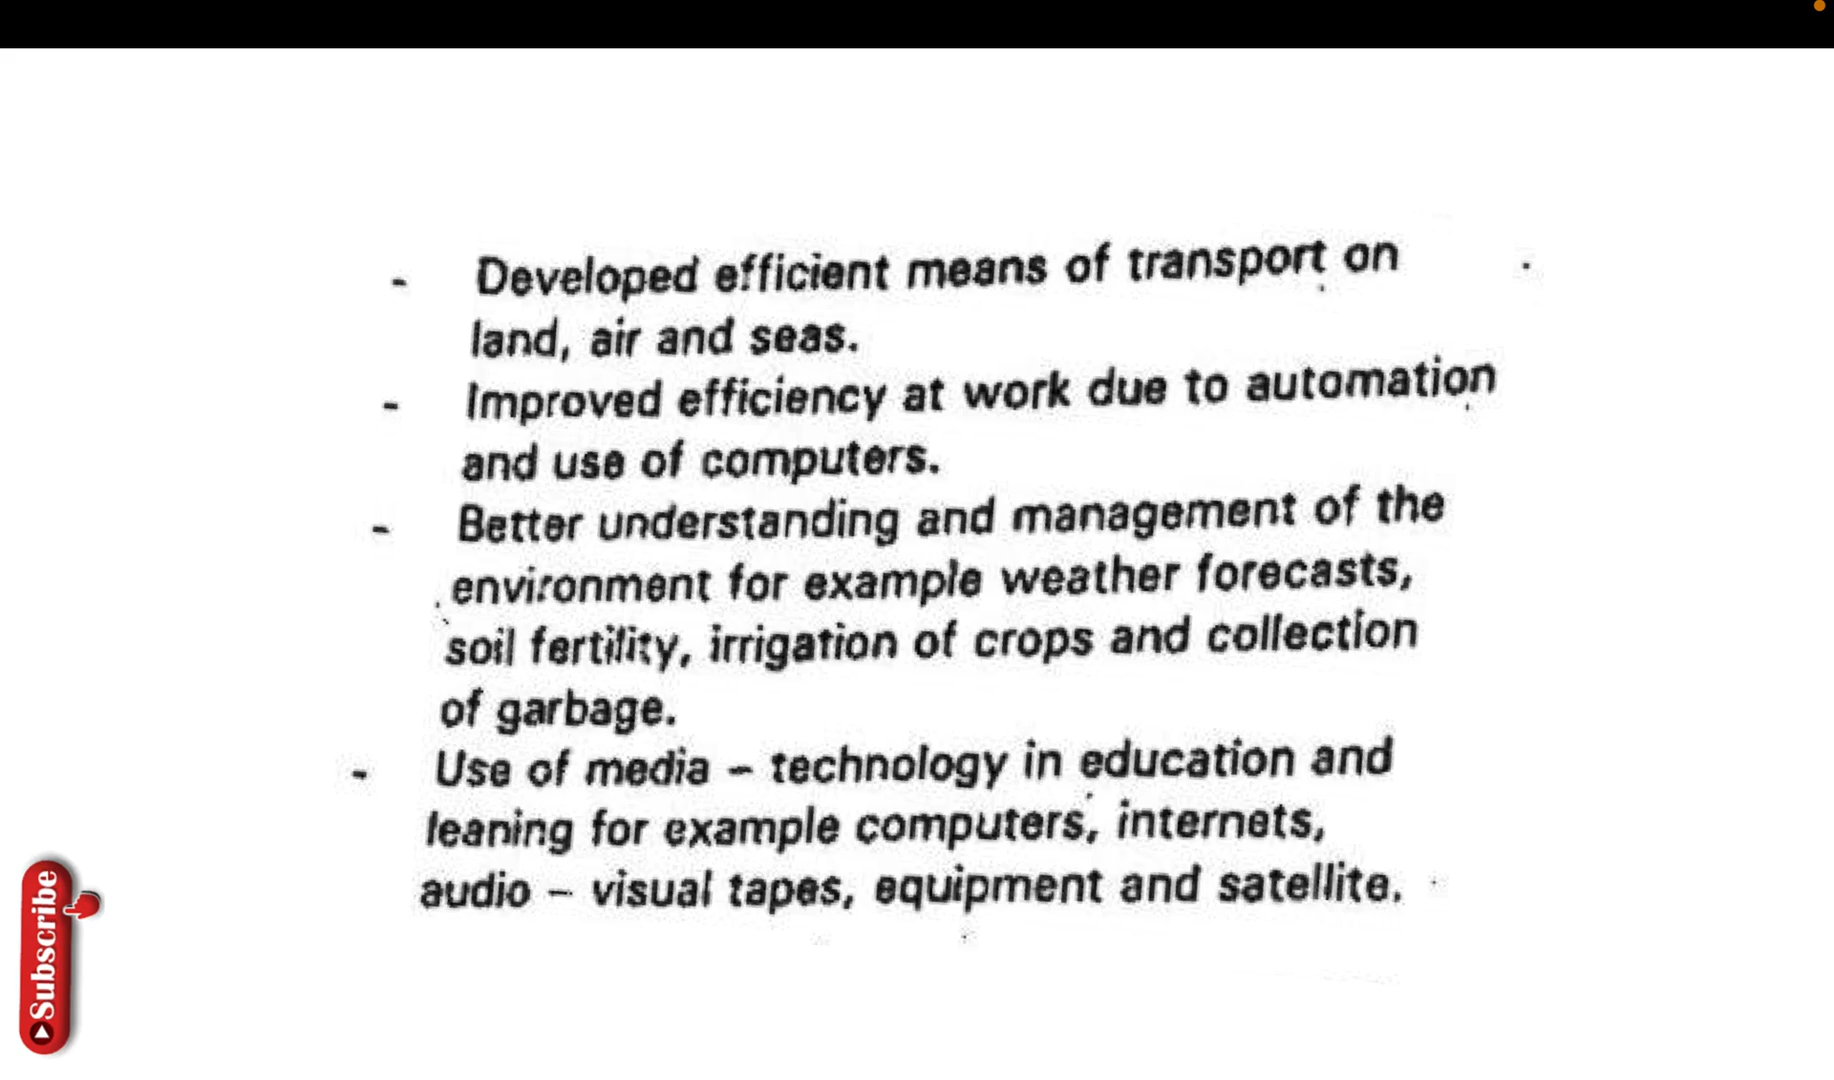 - Developed efficient means of transport on
land, air and seas.
- Improved efficiency at work due to automation
and use of computers.
- Better understanding and management of the
environment for example weather forecasts,
soil fertility, irrigation of crops and collection
of garbage.
- Use of media – technology in education and
leaning for example computers, internets,
audio – visual tapes, equipment and satellite.
Subscribe